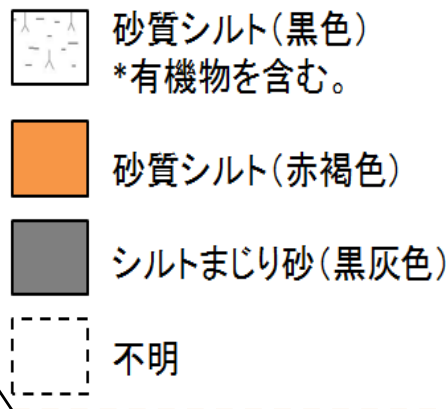 砂質シルト（黒色）
*有機物を含む。
砂質シルト（赤褐色）
シルトまじり砂（黒灰色）
不明